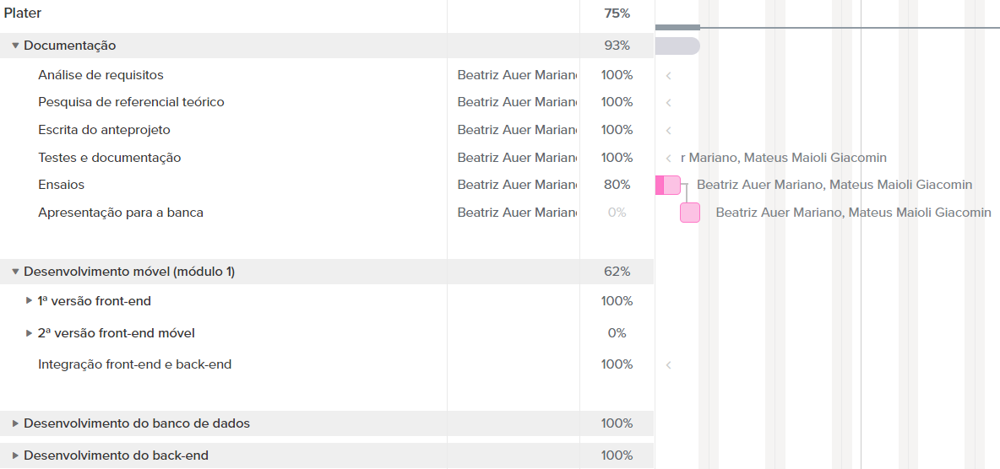 Plater 75%
Documentação 93%
Análise de requisitos Beatriz Auer Mariano 100%
Pesquisa de referencial teórico Beatriz Auer Mariano 100%
Escrita do anteprojeto Beatriz Auer Mariano 100%
Testes e documentação Beatriz Auer Mariano 100% r Mariano, Mateus Maioli Giacomin
Ensaios Beatriz Auer Mariano 80% Beatriz Auer Mariano, Mateus Maioli Giacomin
Apresentação para a banca Beatriz Auer Mariano 0% Beatriz Auer Mariano, Mateus Maioli Giacomin
Desenvolvimento móvel (módulo 1) 62%
1ª versão front-end 100%
2ª versão front-end móvel 0%
Integração front-end e back-end 100%
Desenvolvimento do banco de dados 100%
Desenvolvimento do back-end 100%